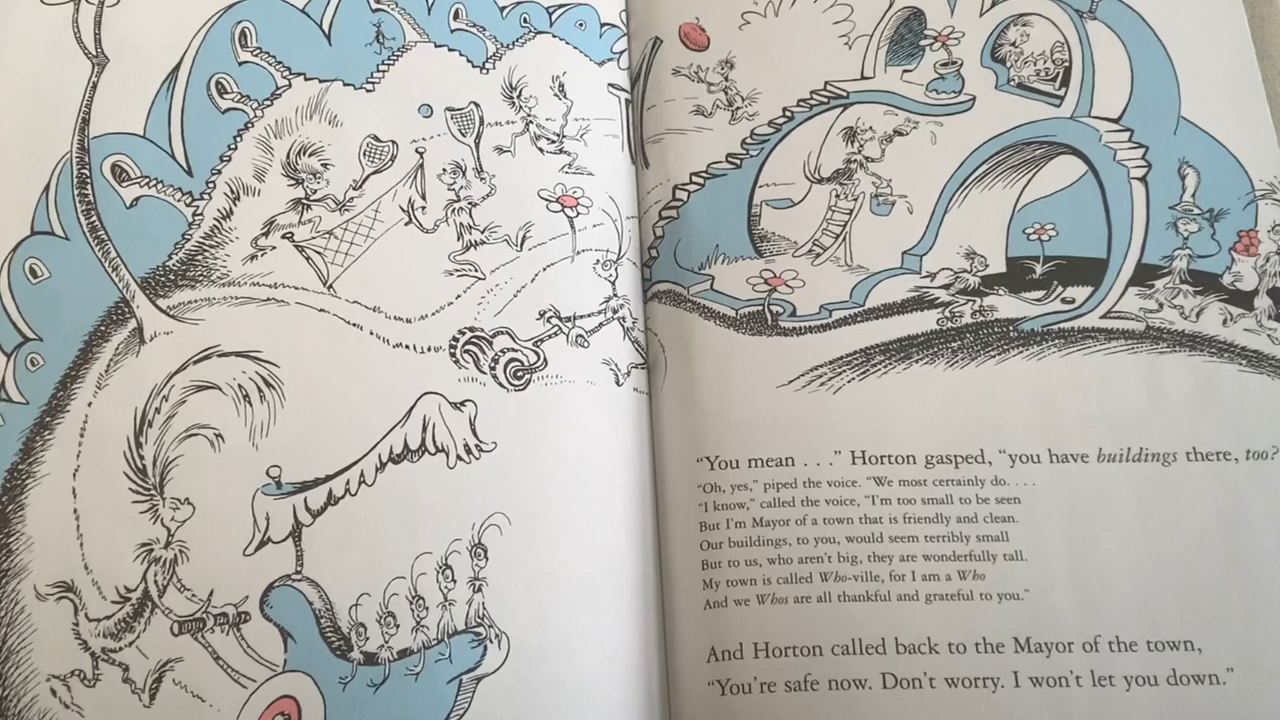 "You mean . . ." Horton gasped, "you have buildings there, too?
"Oh, yes," piped the voice. "We most certainly do. . . .
"I know," called the voice, "I'm too small to be seen
But I'm Mayor of a town that is friendly and clean.
Our buildings, to you, would seem terribly small
But to us, who aren't big, they are wonderfully tall.
My town is called Who-ville, for I am a Who
And we Whos are all thankful and grateful to you."
And Horton called back to the Mayor of the town,
"You're safe now. Don't worry. I won't let you down."